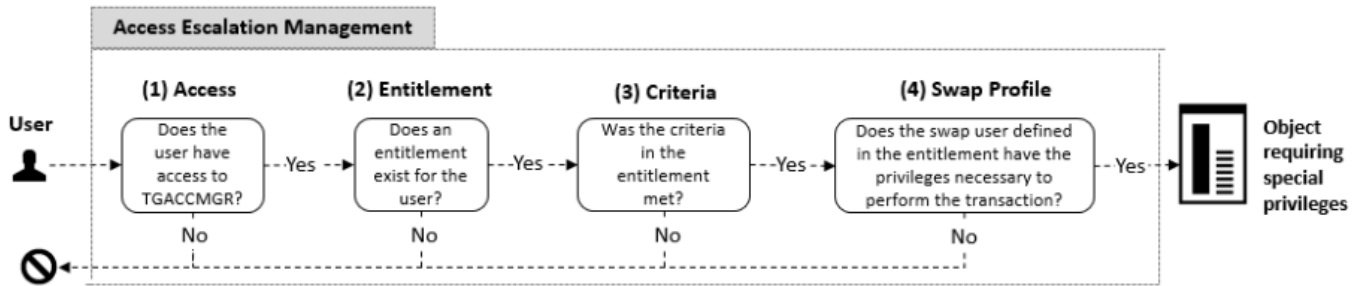 Access Escalation Management
(1) Access
(2) Entitlement
(3) Criteria
(4) Swap Profile
User
Does the
user have
access to
TGACCMGR?
Yes
Does an
entitlement
exist for the
user?
Yes
Was the criteria
in the
entitlement
met?
Yes
Does the swap user defined
in the entitlement have the
privileges necessary to
perform the transaction?
Yes
Object
requiring
special
privileges
No
No
No
No